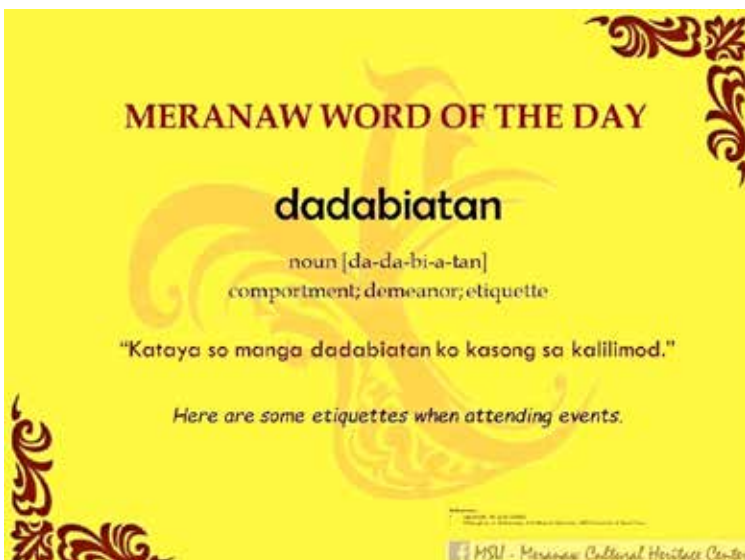 MERANAW WORD OF THE DAY
dadabiatan
noun [da-da-bi-a-tan]
comportment; demeanor; etiquette
“Kataya so manga dadabiatan ko kasong sa kalilimod.”
Here are some etiquettes when attending events.
MSU - Meranaw Cultural Heritage Center